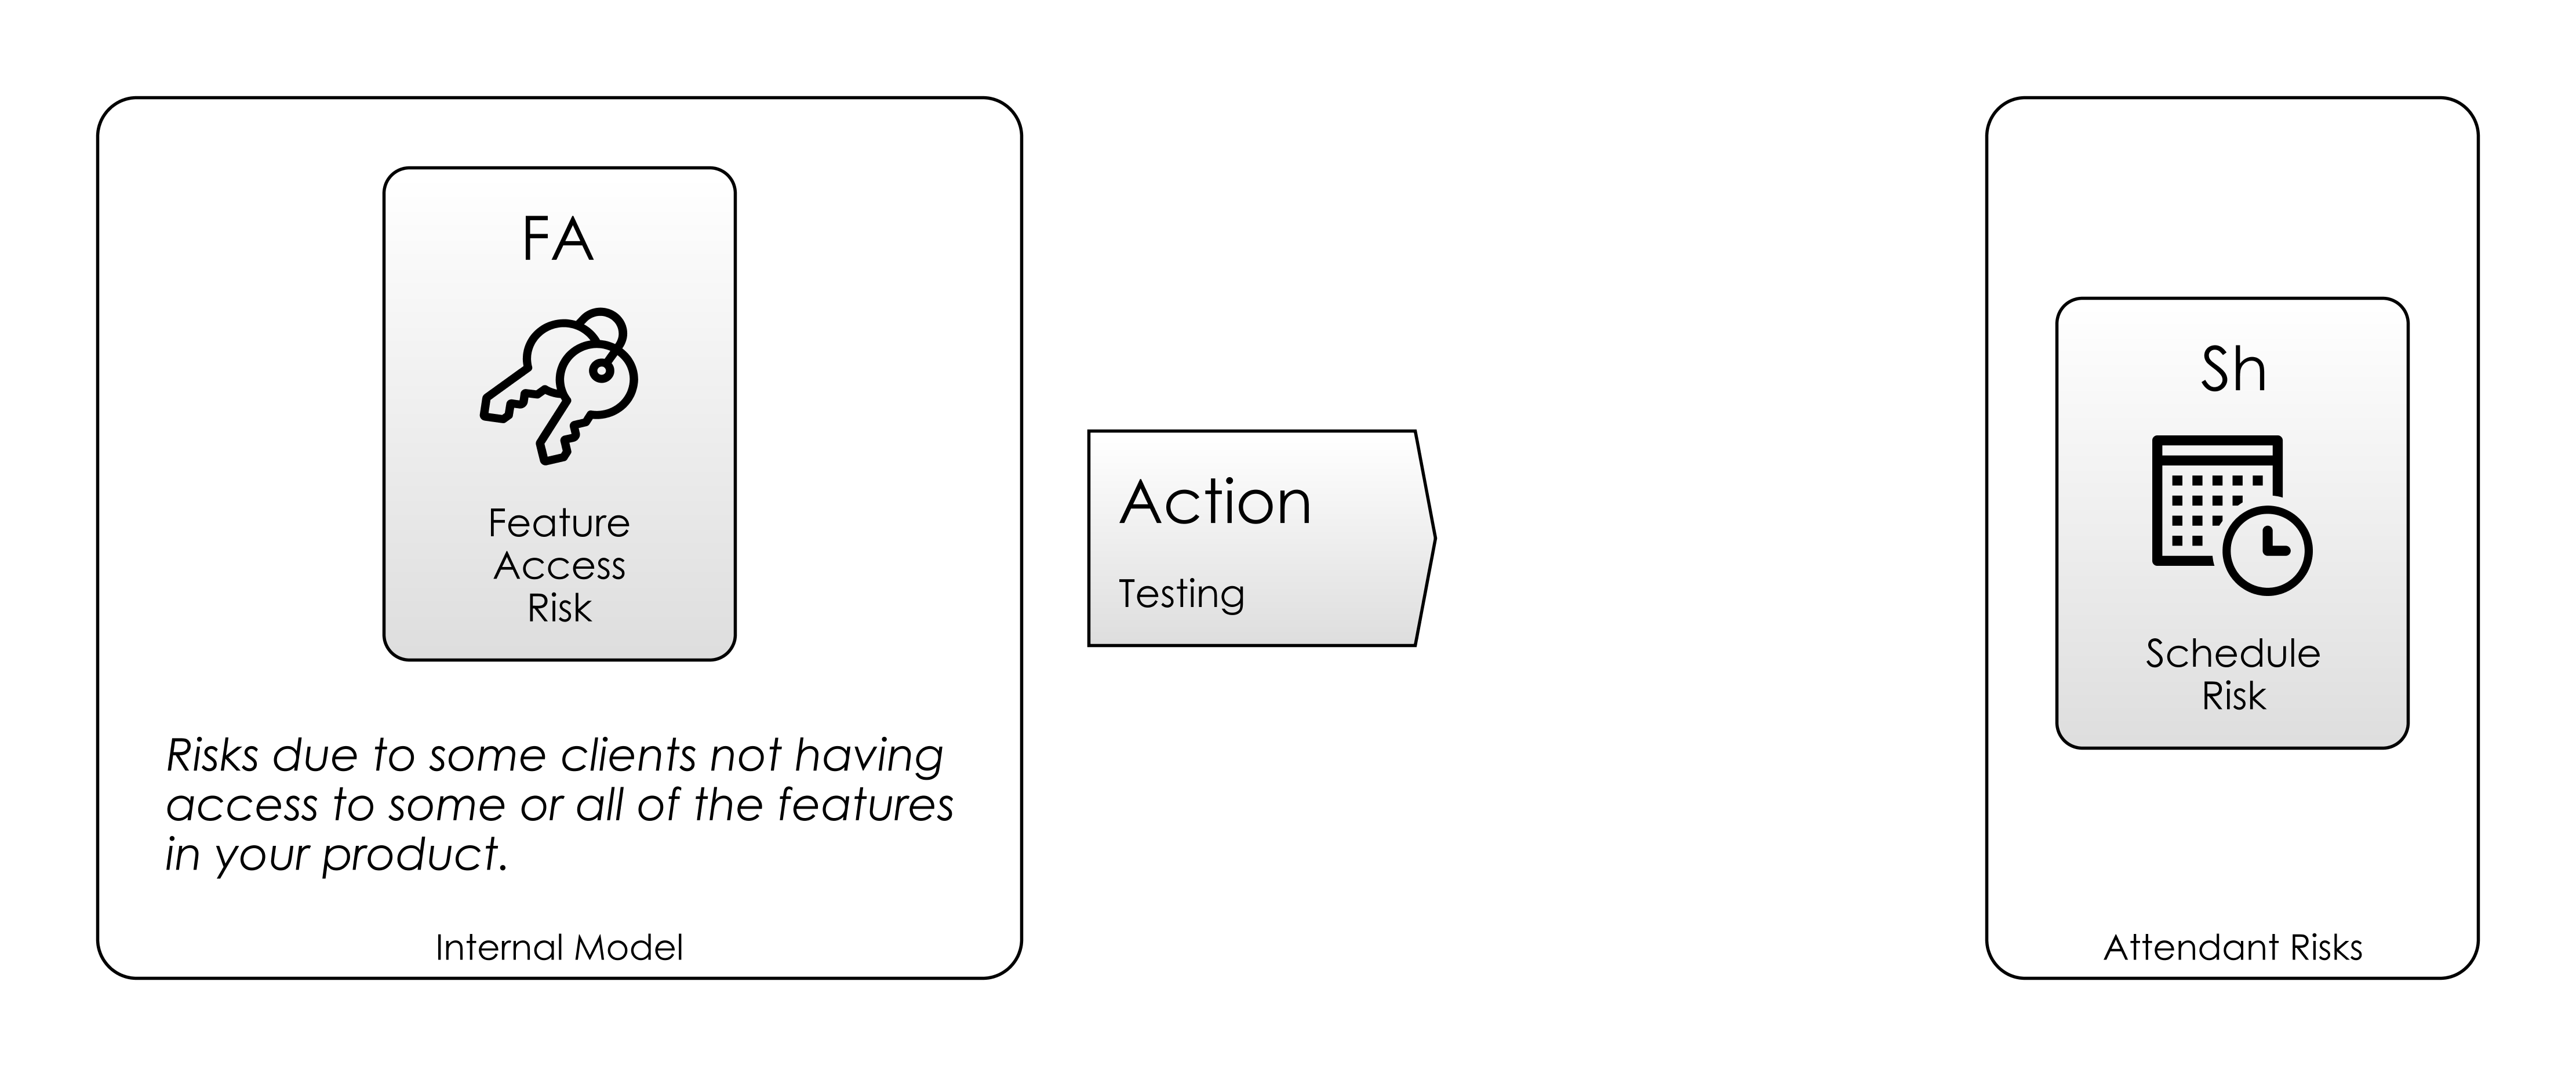 FA
Feature
Access
Risk
Risks due to some clients not having
access to some or all of the features
in your product.
Internal Model
Action
Testing
Sh
Schedule
Risk
Attendant Risks